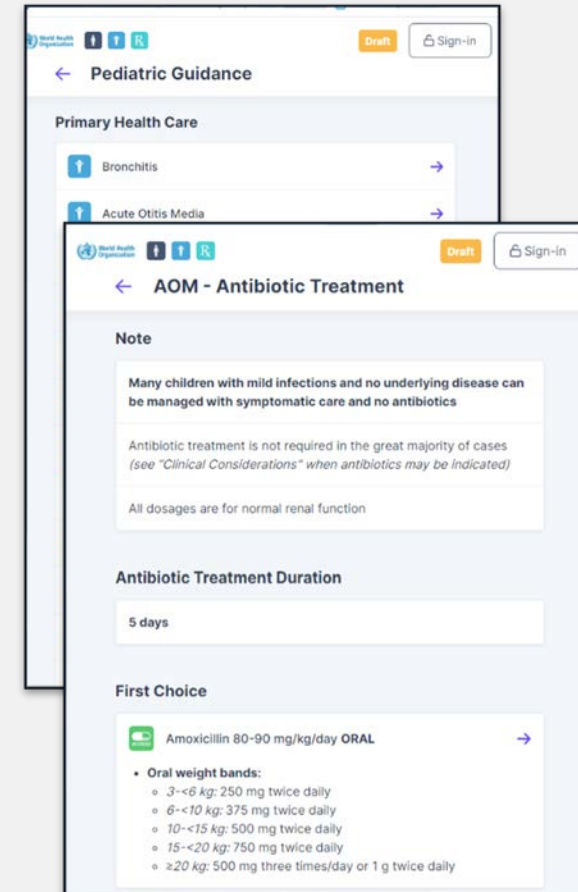 World Health
Organization
Draft
Sign-in
Pediatric Guidance
Primary Health Care
Bronchitis
Acute Otitis Media
World Health
Organization
Draft
Sign-in
AOM - Antibiotic Treatment
Note
Many children with mild infections and no underlying disease can
be managed with symptomatic care and no antibiotics
Antibiotic treatment is not required in the great majority of cases
(see "Clinical Considerations" when antibiotics may be indicated)
All dosages are for normal renal function
Antibiotic Treatment Duration
5 days
First Choice
Amoxicillin 80-90 mg/kg/day ORAL
• Oral weight bands:
◦ 3-<6 kg: 250 mg twice daily
◦ 6-<10 kg: 375 mg twice daily
◦ 10-<15 kg: 500 mg twice daily
◦ 15-<20 kg: 750 mg twice daily
◦ ≥20 kg: 500 mg three times/day or 1 g twice daily